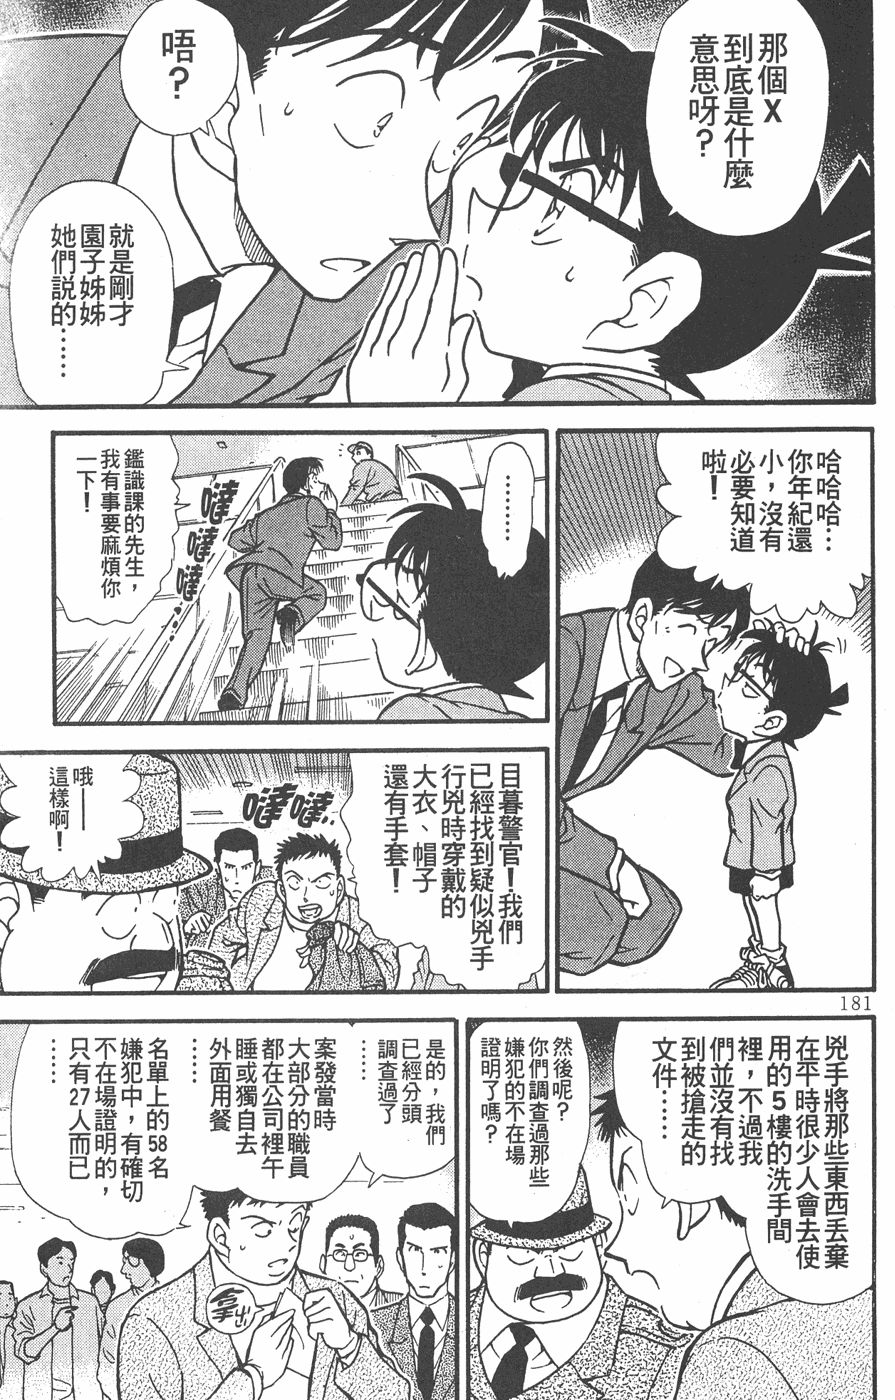 那個X
到底是什麼
意思呀？
唔？
就是剛才
園子姊姊
她們説的……
哈哈哈…
你年紀還
小，沒有
必要知道
啦！
………
鑑識課的先生，
我有事要麻煩你
一下！
噠噠噠…
目暮警官！我們
已經找到疑似兇手
行兇時穿戴的
大衣、帽子
還有手套！
噠噠…
哦——
這樣啊！
181
兇手將那些東西丟棄
在平時很少人會去使
用的5樓的洗手間
裡，不過我
們並沒有找
到被搶走的
文件……
然後呢？
你們調查過那些
嫌犯的不在場
證明了嗎？
是的，我們
已經分頭
調查過了
……
案發當時
大部分的職員
都在公司裡午
睡或獨自去
外面用餐
……
名單上的58名
嫌犯中，有確切
不在場證明的，
只有27人而已
……
拿出